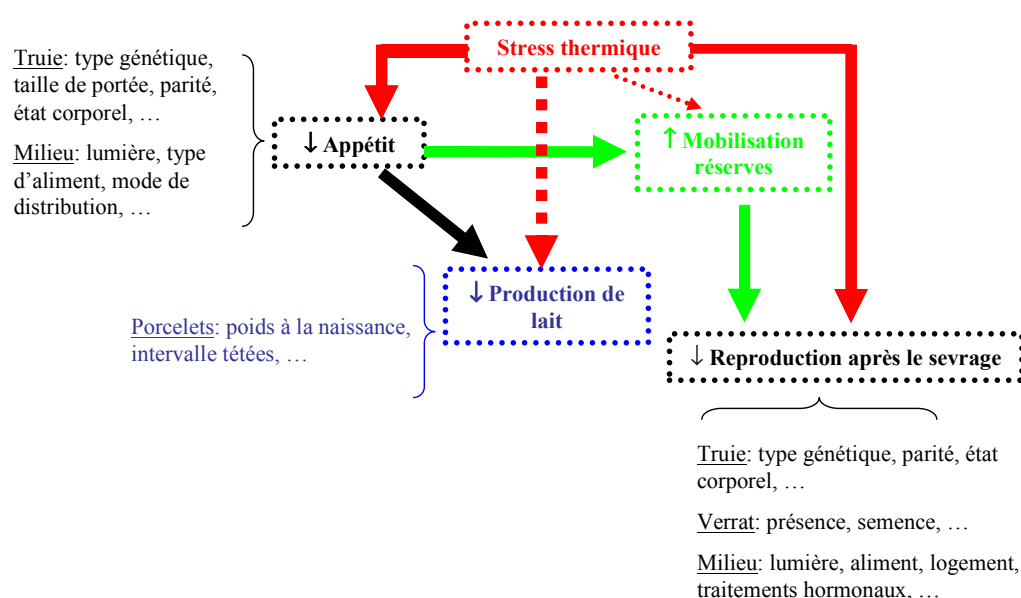 Stress thermique
Truie: type génétique,
taille de portée, parité,
état corporel, …
Milieu: lumière, type
d’aliment, mode de
distribution, …
↓ Appétit
↑ Mobilisation
réserves
↓ Production de
lait
Porcelets: poids à la naissance,
intervalle tétées, …
↓ Reproduction après le sevrage
Truie: type génétique, parité, état
corporel, …
Verrat: présence, semence, …
Milieu: lumière, aliment, logement,
traitements hormonaux, …